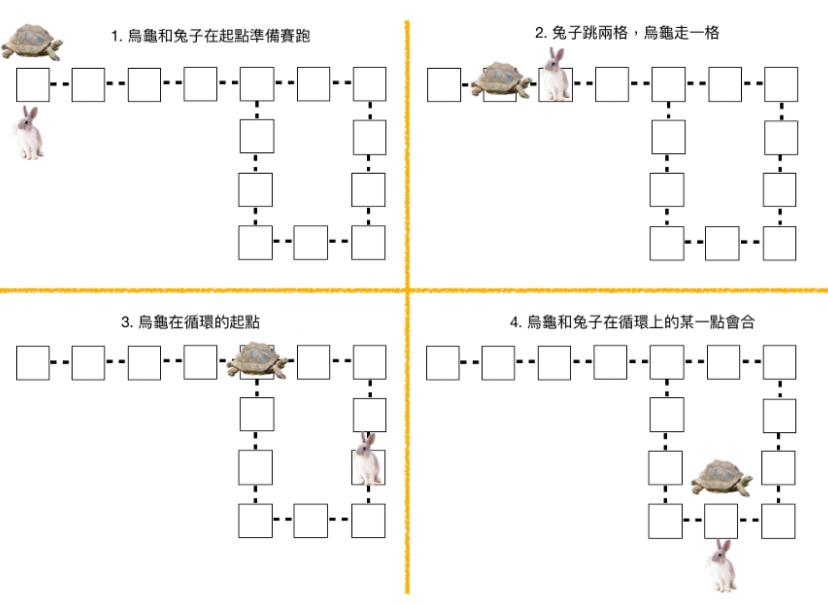 1. 烏龜和兔子在起點準備賽跑
2. 兔子跳兩格，烏龜走一格
3. 烏龜在循環的起點
4. 烏龜和兔子在循環上的某一點會合